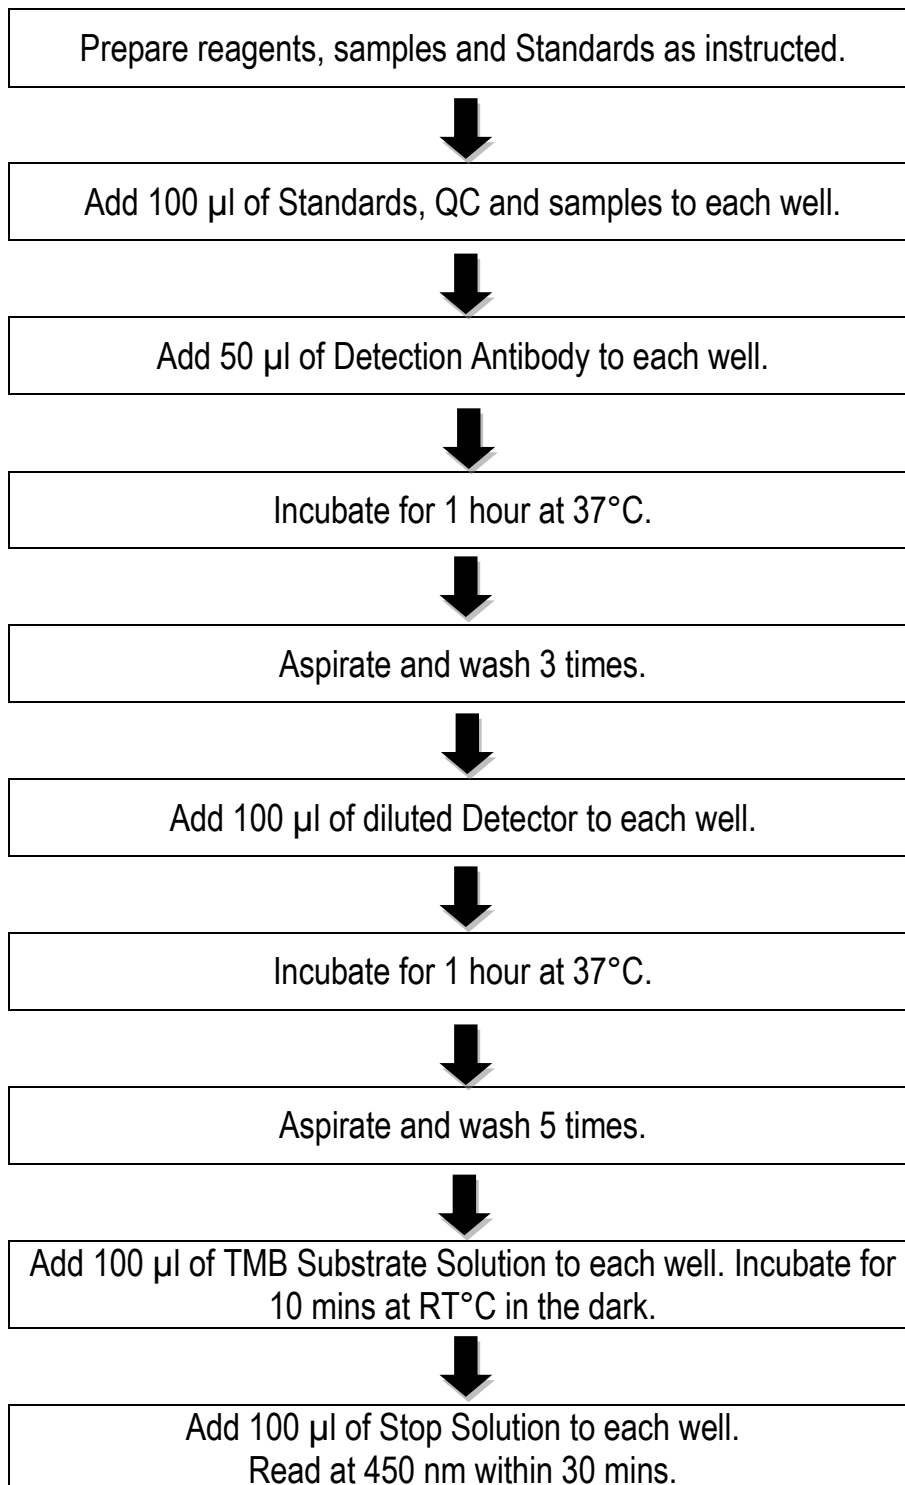 Prepare reagents, samples and Standards as instructed.
Add 100 µl of Standards, QC and samples to each well.
Add 50 µl of Detection Antibody to each well.
Incubate for 1 hour at 37°C.
Aspirate and wash 3 times.
Add 100 µl of diluted Detector to each well.
Incubate for 1 hour at 37°C.
Aspirate and wash 5 times.
Add 100 µl of TMB Substrate Solution to each well. Incubate for
10 mins at RT°C in the dark.
Add 100 µl of Stop Solution to each well.
Read at 450 nm within 30 mins.